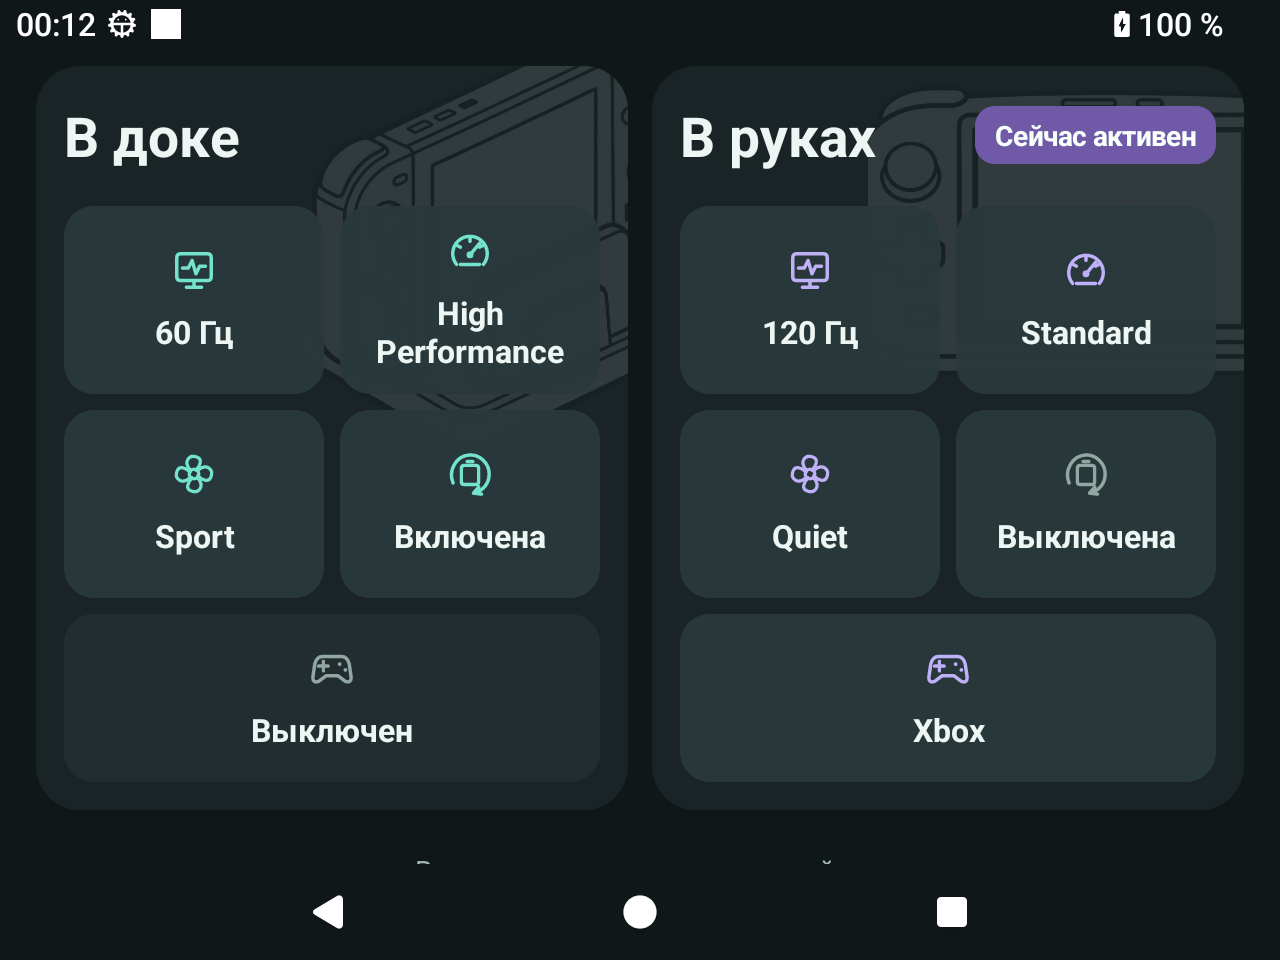 00:12
100 %
В доке
60 Гц
High
Performance
Sport
Включена
Выключен
В руках
Сейчас активен
120 Гц
Standard
Quiet
Выключена
Xbox